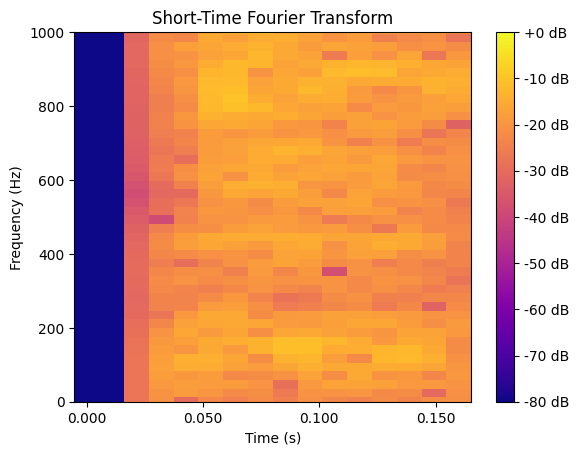 Short-Time Fourier Transform
1000
800
600
400
200
0
Frequency (Hz)
0.000
0.050
0.100
0.150
Time (s)
+0 dB
-10 dB
-20 dB
-30 dB
-40 dB
-50 dB
-60 dB
-70 dB
-80 dB